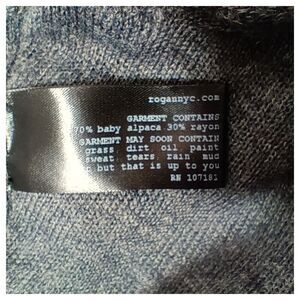 rogannyc.com
GARMENT CONTAINS
70% baby alpaca 30% rayon
GARMENT MAY SOON CONTAIN
grass dirt oil paint
sweat tears rain mud
but that is up to you
RN 107181